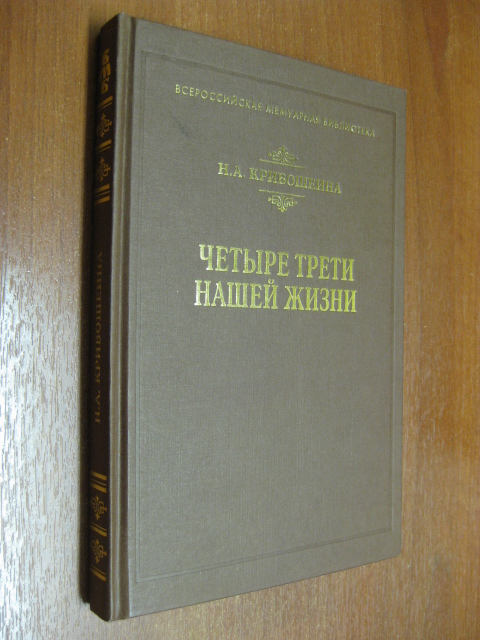 ВСЕРОССИЙСКАЯ МЕМУАРНАЯ БИБЛИОТЕКА
Н.А. КРИВОШЕИНА
ЧЕТЫРЕ ТРЕТИ
НАШЕЙ ЖИЗНИ
Н.А. КРИВОШЕИНА